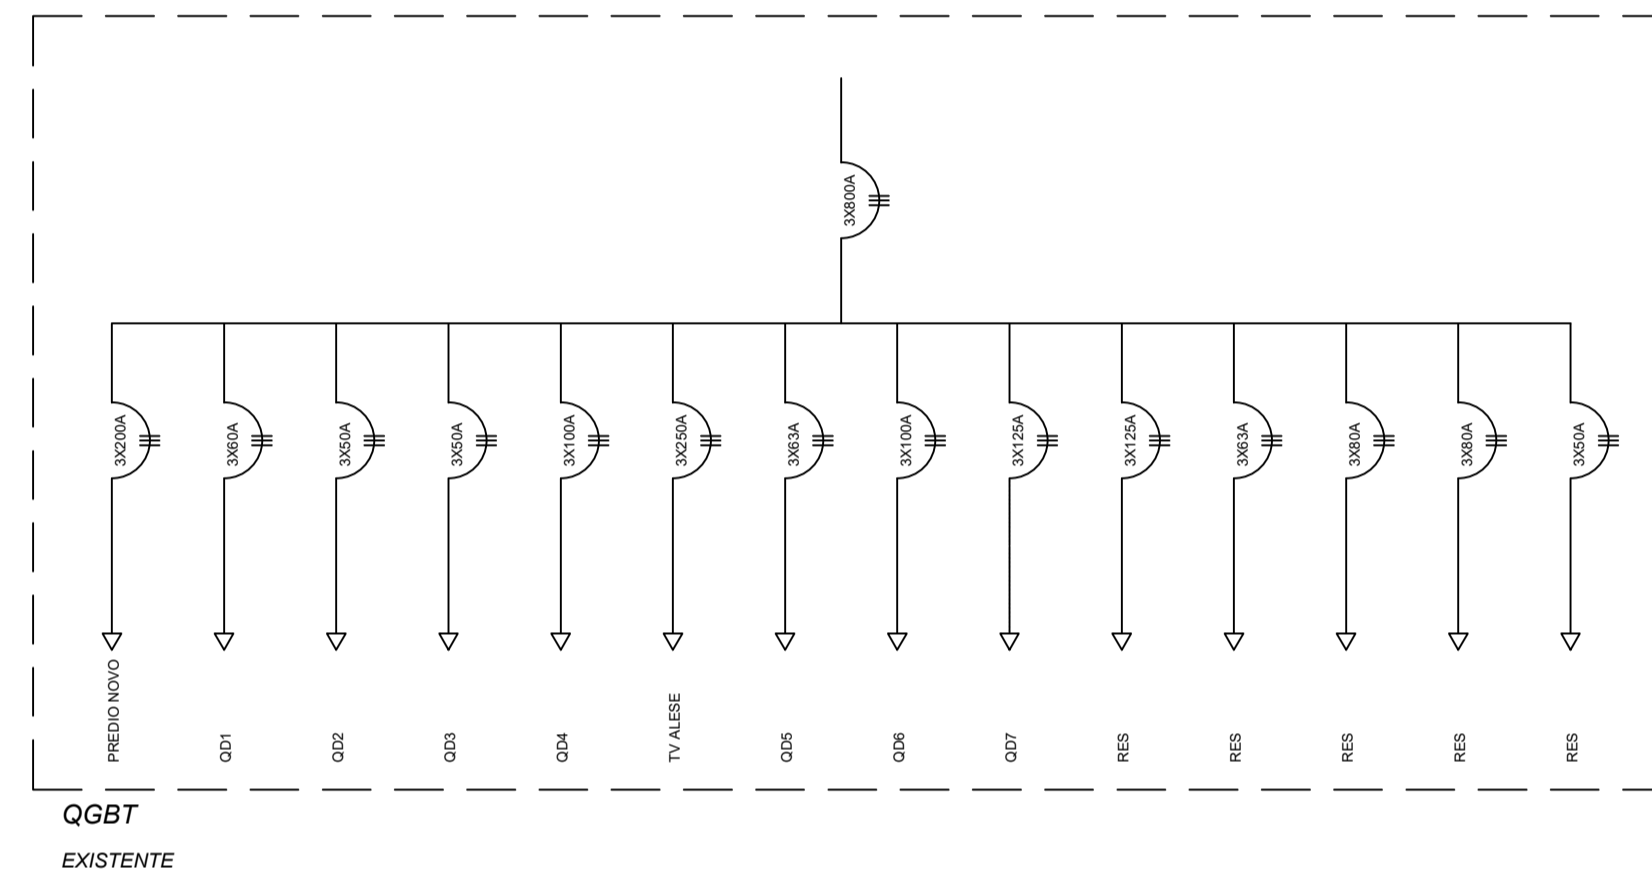 3X800A
3X200A
3X60A
3X50A
3X50A
3X100A
3X250A
3X63A
3X100A
3X125A
3X125A
3X63A
3X80A
3X80A
3X50A
PREDIO NOVO
QD1
QD2
QD3
QD4
TV ALESE
QD5
QD6
QD7
RES
RES
RES
RES
RES
QGBT
EXISTENTE